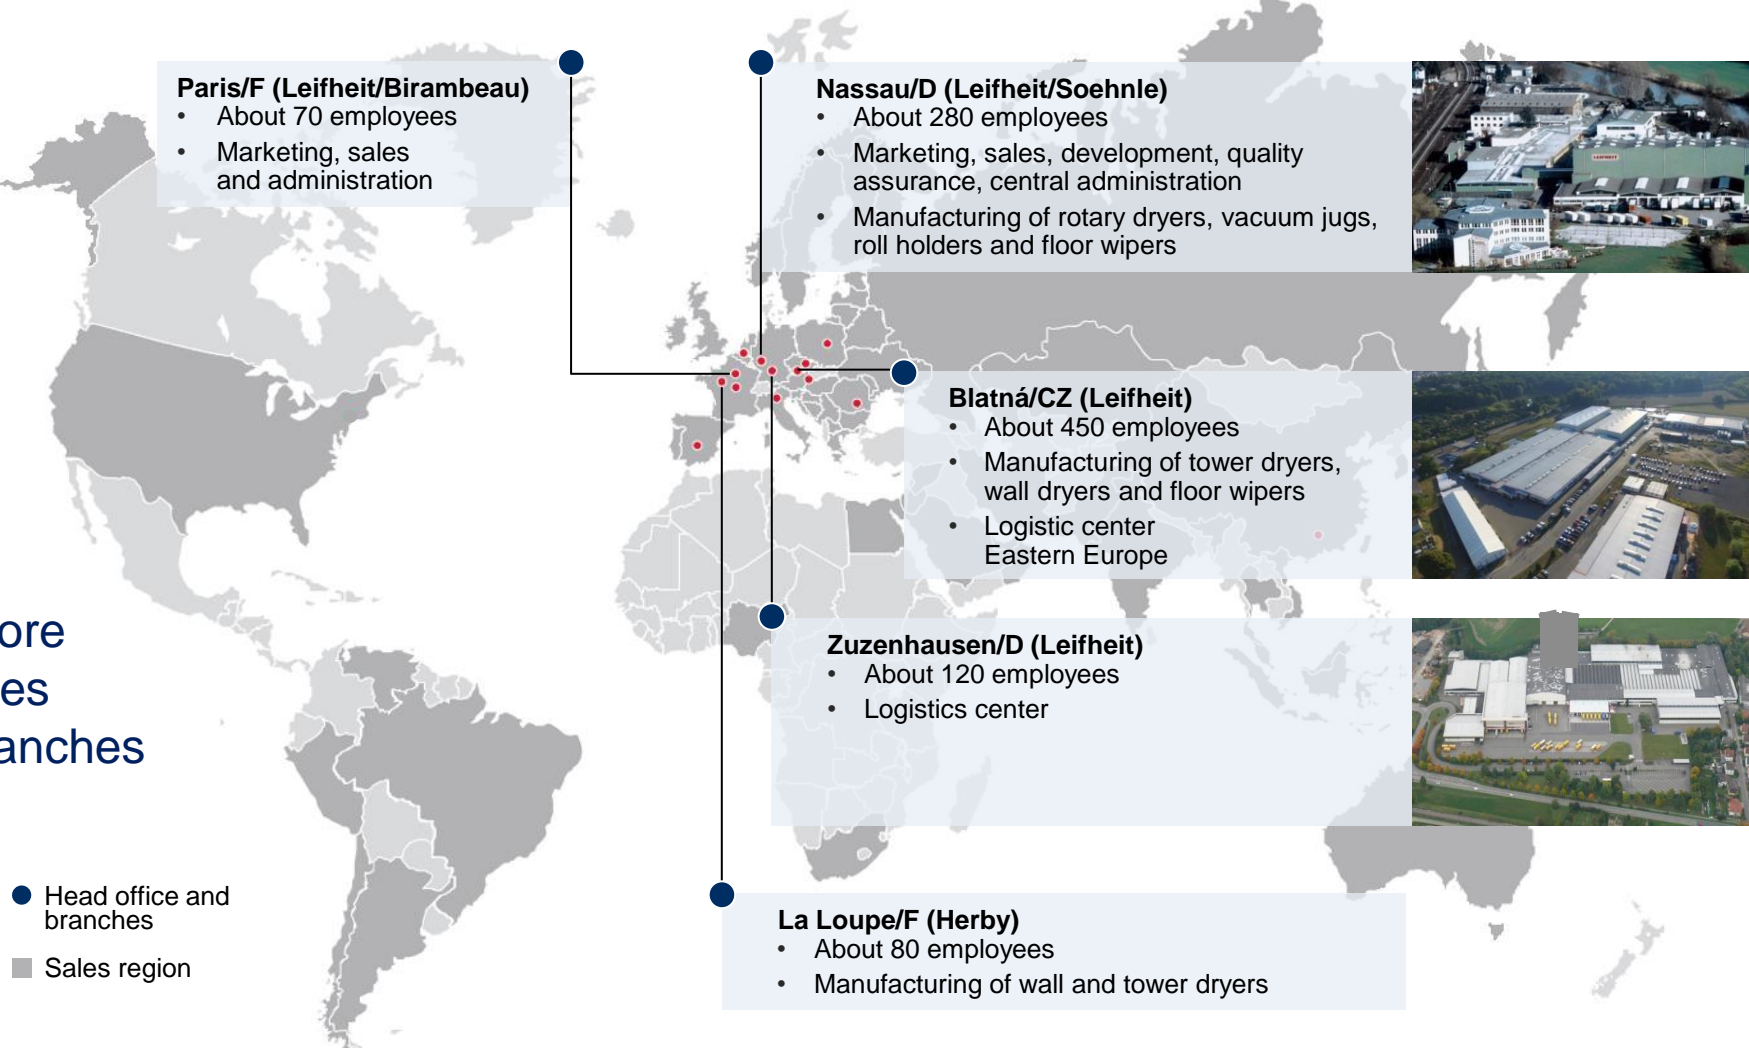 Paris/F (Leifheit/Birambeau)
• About 70 employees
• Marketing, sales
and administration
Nassau/D (Leifheit/Soehnle)
• About 280 employees
• Marketing, sales, development, quality
assurance, central administration
• Manufacturing of rotary dryers, vacuum jugs,
roll holders and floor wipers
LEIFHEIT
Blatná/CZ (Leifheit)
• About 450 employees
• Manufacturing of tower dryers,
wall dryers and floor wipers
• Logistic center
Eastern Europe
Zuzenhausen/D (Leifheit)
• About 120 employees
• Logistics center
La Loupe/F (Herby)
• About 80 employees
• Manufacturing of wall and tower dryers
ore
es
anches
Head office and
branches
Sales region